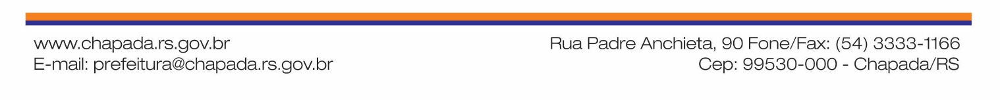 www.chapada.rs.gov.br
E-mail: prefeitura@chapada.rs.gov.br
Rua Padre Anchieta, 90 Fone/Fax: (54) 3333-1166
Cep: 99530-000 - Chapada/RS